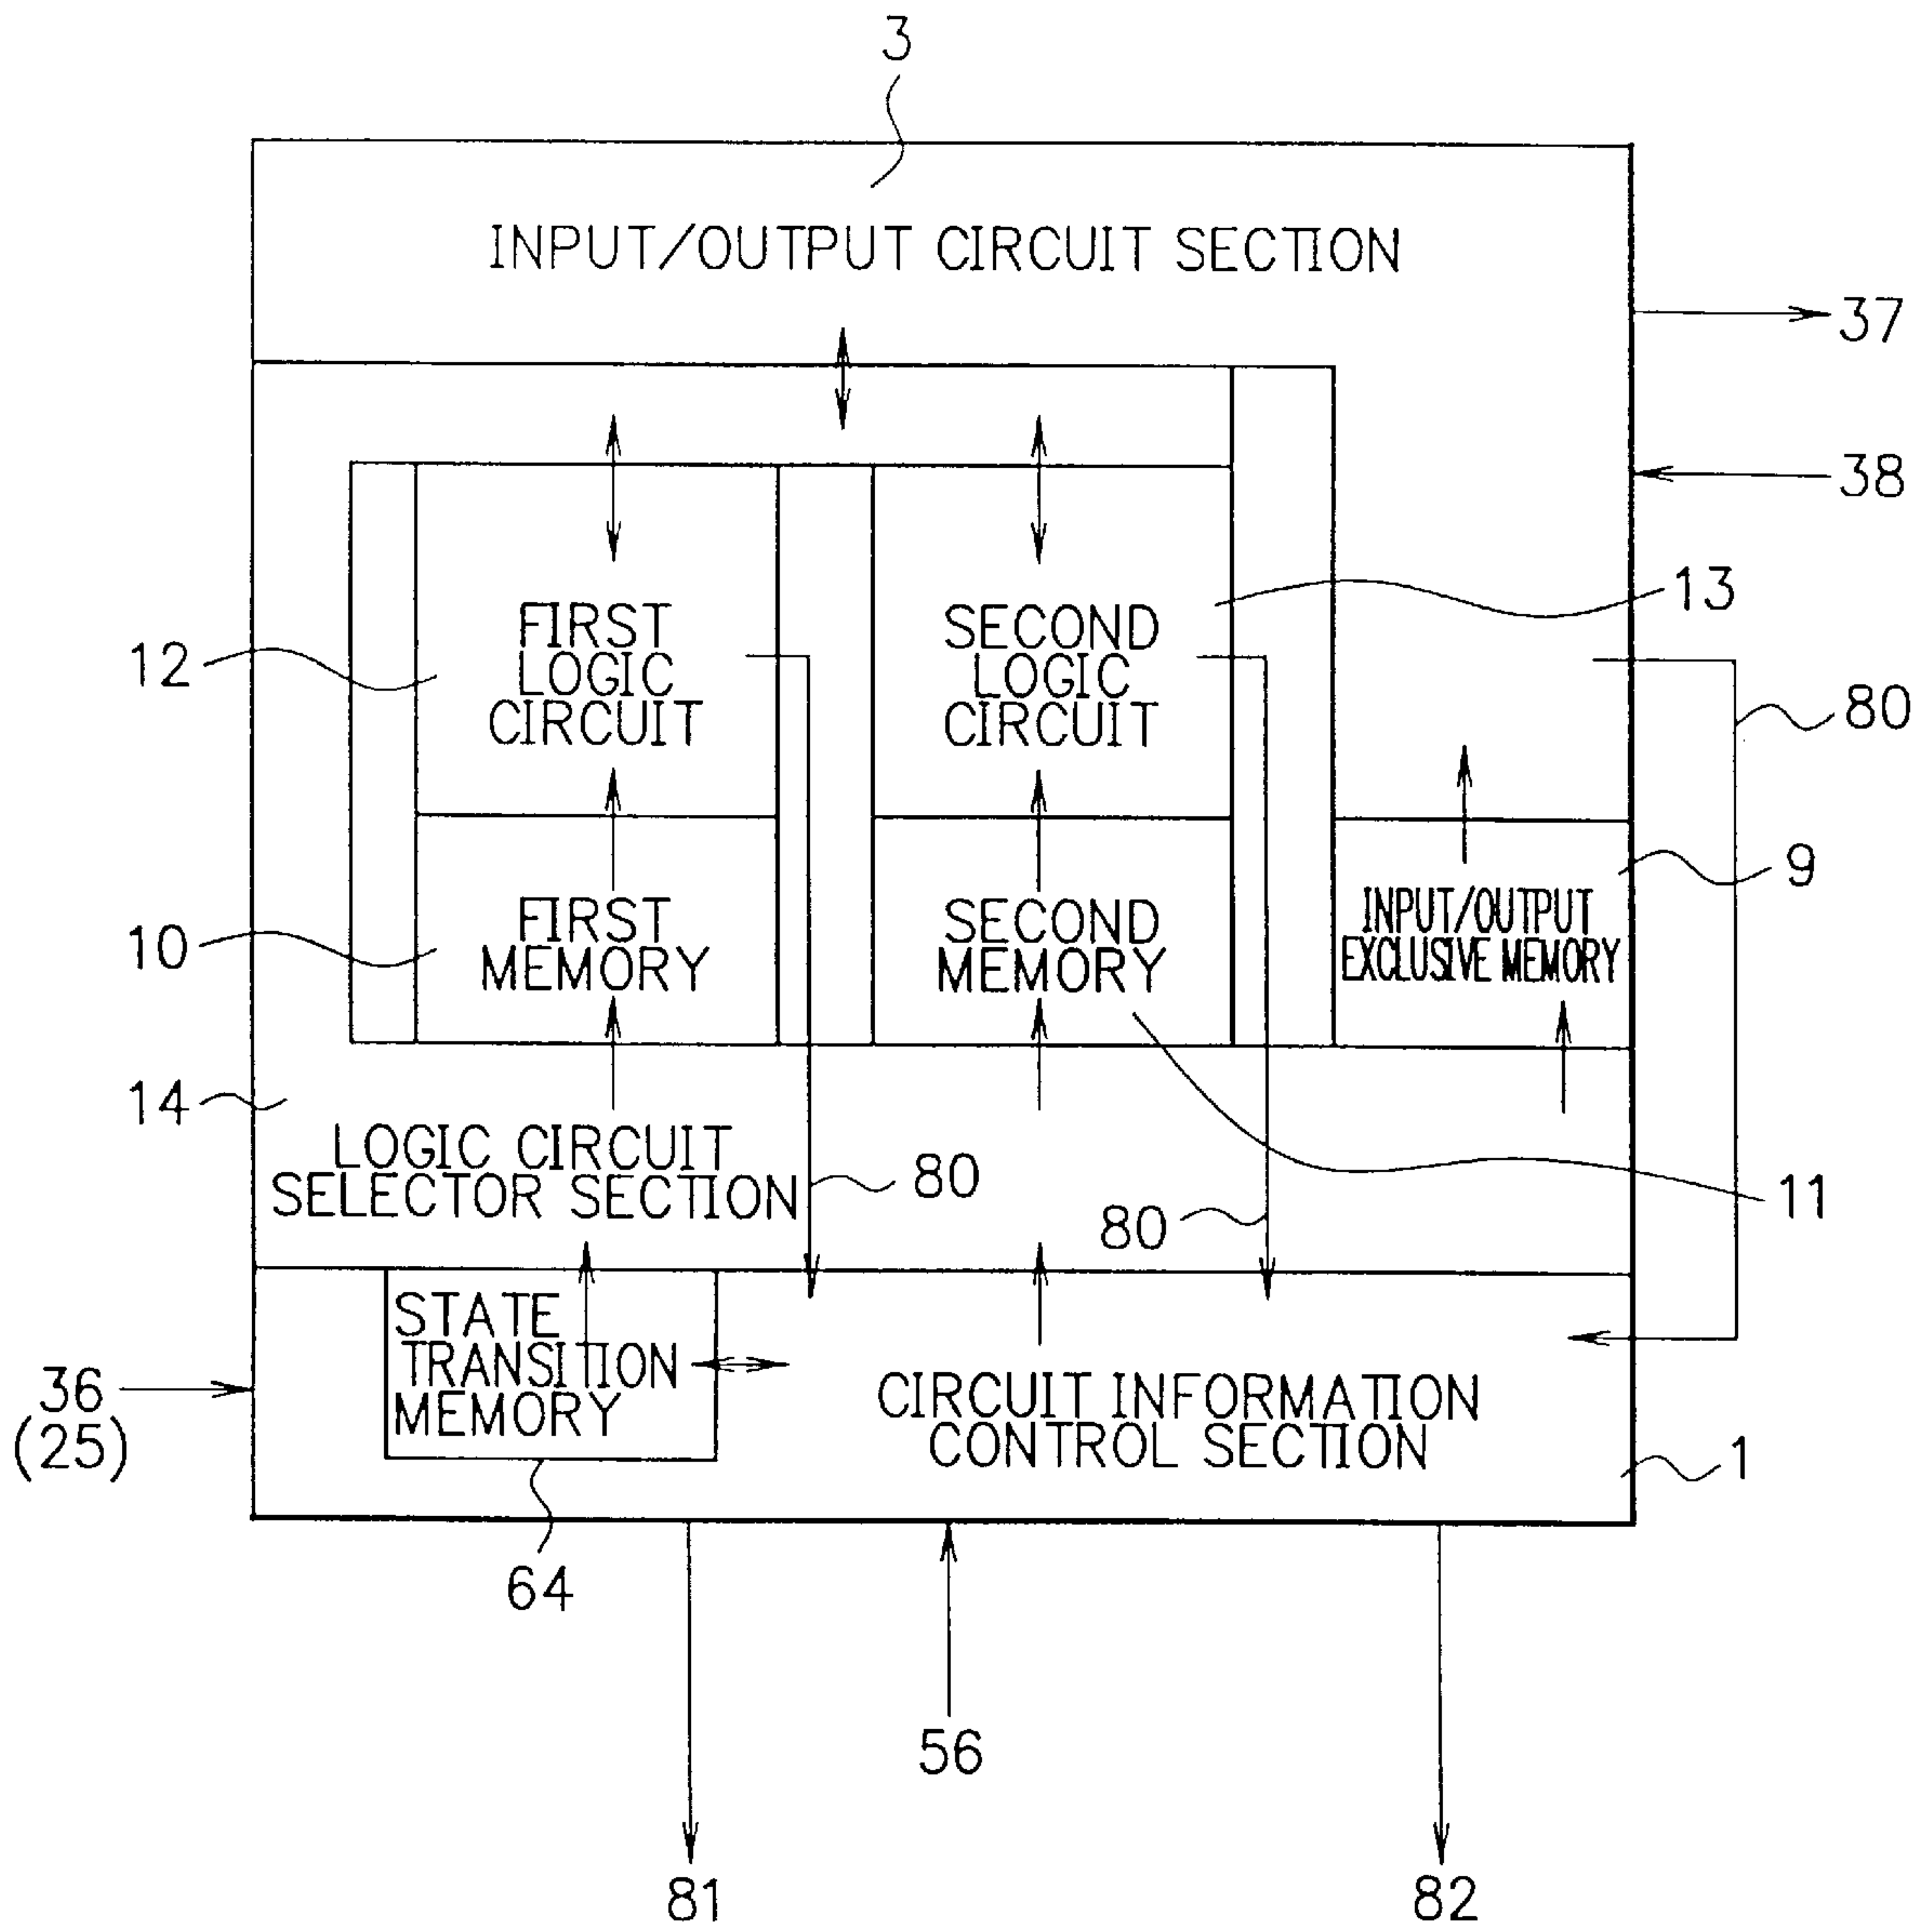 3
INPUT/OUTPUT CIRCUIT SECTION
37
38
13
FIRST
LOGIC
CIRCUIT
SECOND
LOGIC
CIRCUIT
12
80
9
FIRST
MEMORY
SECOND
MEMORY
INPUT/OUTPUT
EXCLUSIVE MEMORY
10
14
LOGIC CIRCUIT
SELECTOR SECTION
80
80
11
STATE
TRANSITION
MEMORY
36
(25)
CIRCUIT INFORMATION
CONTROL SECTION
1
64
56
81
82